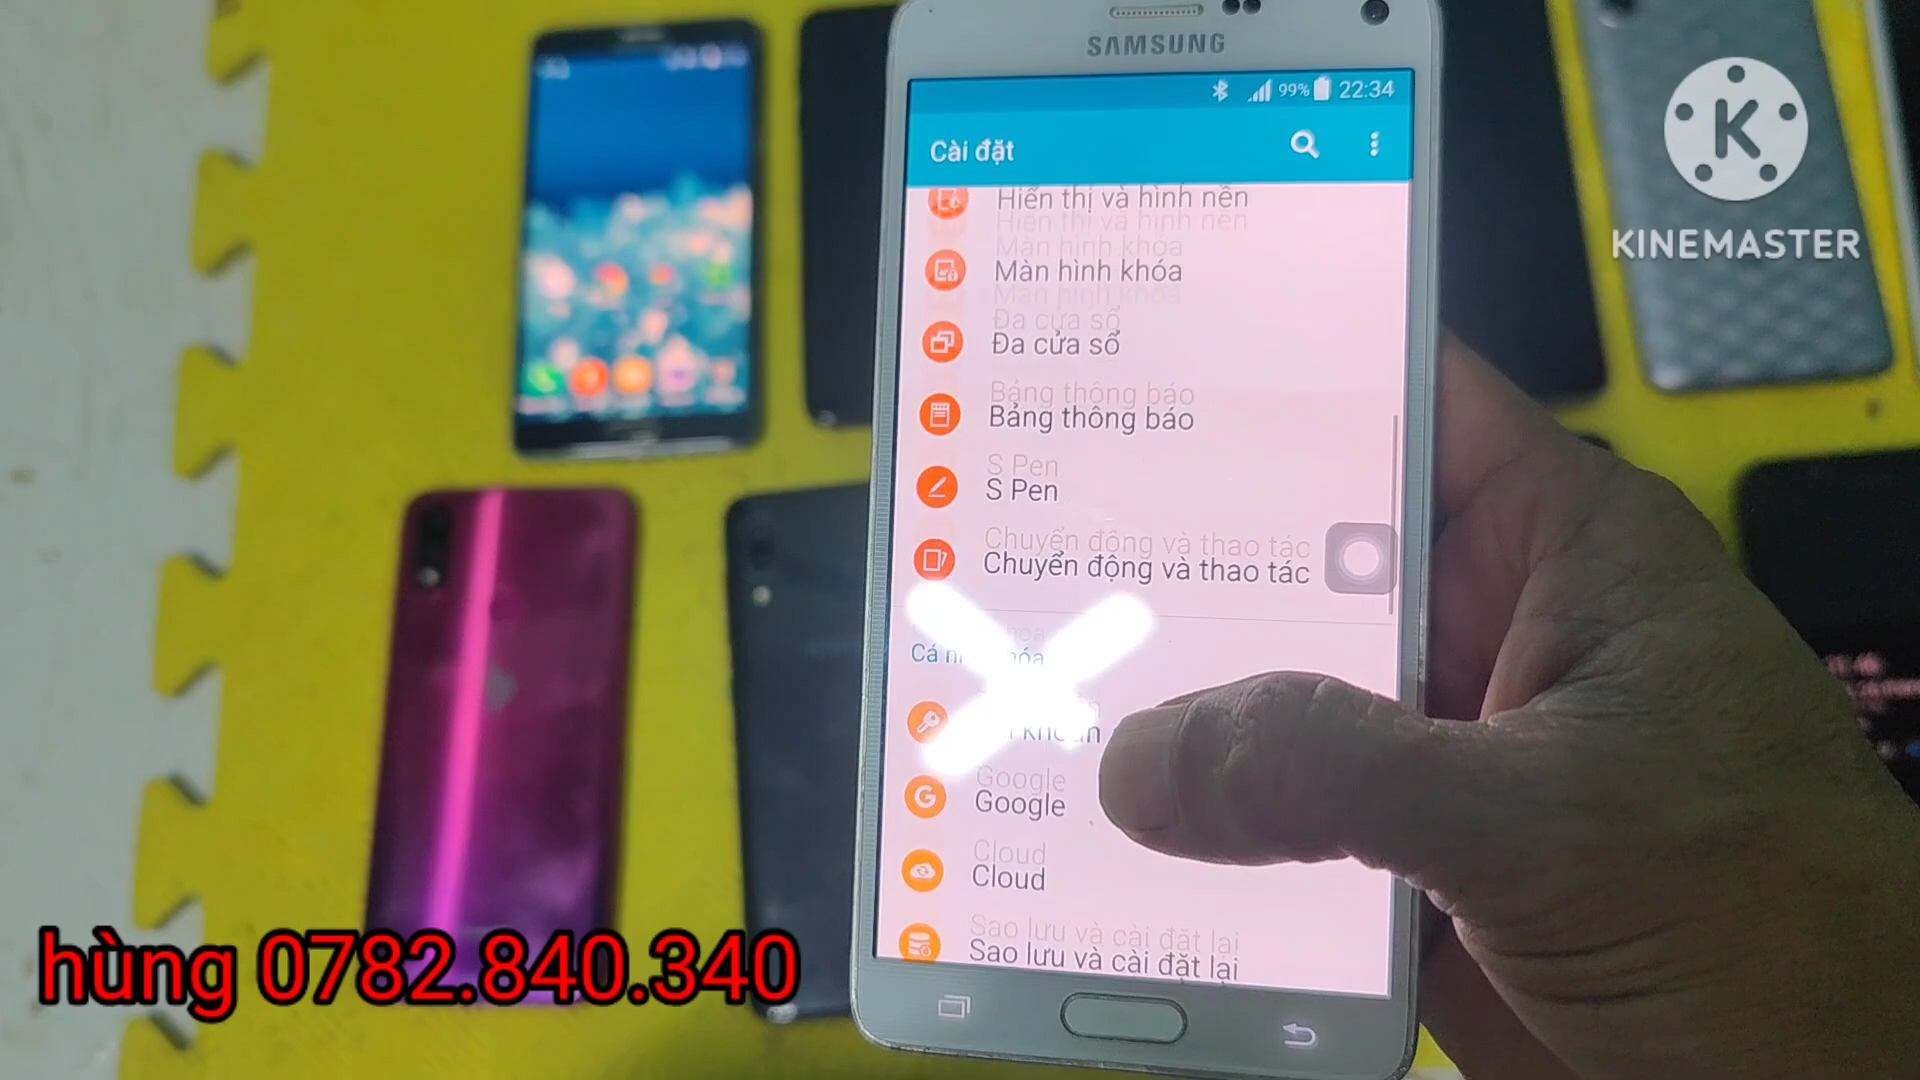 SAMSUNG
99% 22:34
Cài đặt
Hiển thị và hình nền
Màn hình khóa
Đa cửa sổ
Bảng thông báo
S Pen
Chuyển động và thao tác
Google
Cloud
Sao lưu và cài đặt lại
K
KINEMASTER
hùng 0782.840.340